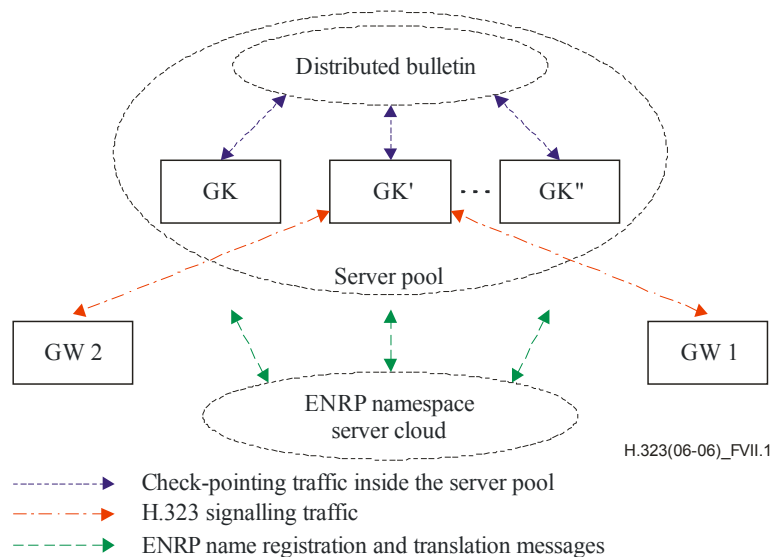 Distributed bulletin
GK
GK'
...
GK"
Server pool
GW 2
GW 1
ENRP namespace
server cloud
H.323(06-06)_FVII.1
Check-pointing traffic inside the server pool
H.323 signalling traffic
ENRP name registration and translation messages